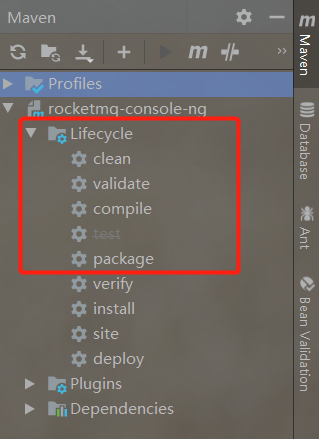 Maven
m
Profiles
rocketmq-console-ng
Lifecycle
clean
validate
compile
test
package
verify
install
site
deploy
Plugins
Dependencies
m Maven
Database
Ant
Bean Validation